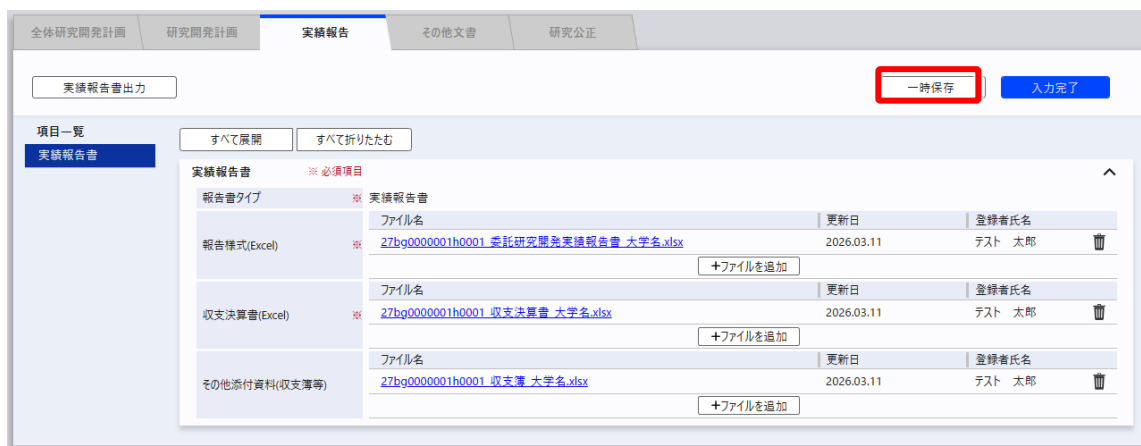 全体研究開発計画 研究開発計画 実績報告 その他文書 研究公正
実績報告書出力 一時保存 入力完了
項目一覧 すべて展開 すべて折りたたむ
実績報告書
実績報告書 ※ 必須項目
報告書タイプ ※ 実績報告書
ファイル名 更新日 登録者氏名
報告様式(Excel) ※ 27bg0000001h0001_委託研究開発実績報告書_大学名.xlsx 2026.03.11 テスト 太郎
+ファイルを追加
ファイル名 更新日 登録者氏名
収支決算書(Excel) ※ 27bg0000001h0001_収支決算書_大学名.xlsx 2026.03.11 テスト 太郎
+ファイルを追加
ファイル名 更新日 登録者氏名
その他添付資料(収支簿等) 27bg0000001h0001_収支簿_大学名.xlsx 2026.03.11 テスト 太郎
+ファイルを追加